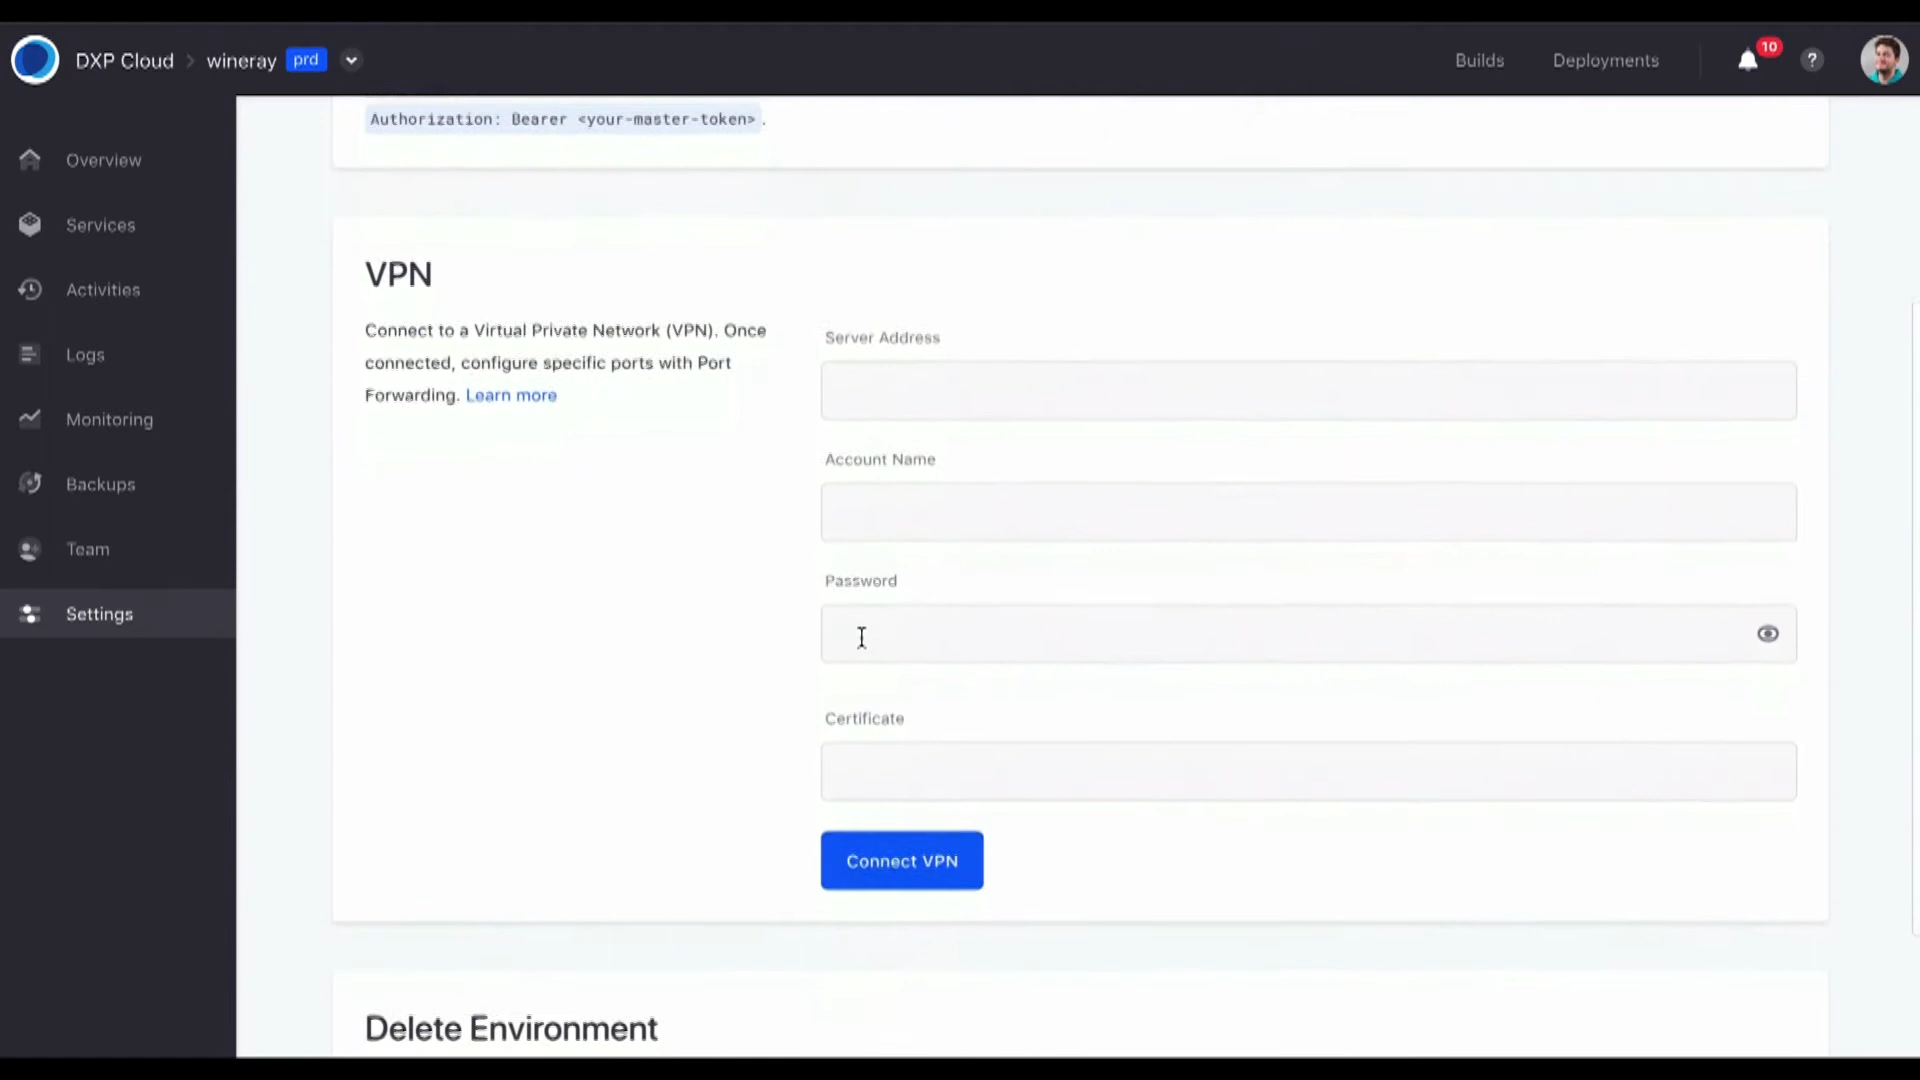 DXP Cloud > wineray prd
Builds
Deployments
10
?
Overview
Services
Activities
Logs
Monitoring
Backups
Team
Settings
Authorization: Bearer <your-master-token>.
VPN
Connect to a Virtual Private Network (VPN). Once
connected, configure specific ports with Port
Forwarding. Learn more
Server Address
Account Name
Password
Certificate
Connect VPN
Delete Environment